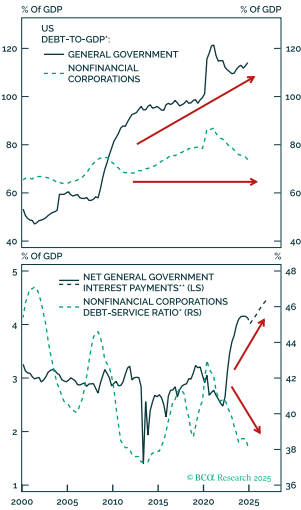 % Of GDP % Of GDP
US
DEBT-TO-GDP*:
GENERAL GOVERNMENT
NONFINANCIAL
CORPORATIONS
120 120
100 100
80 80
60 60
40 40
% Of GDP %
NET GENERAL GOVERNMENT
INTEREST PAYMENTS** (LS)
NONFINANCIAL CORPORATIONS
DEBT-SERVICE RATIO* (RS)
5 48
46
4 44
42
3
40
2 38
1 36
© BCα Research 2025
2000 2005 2010 2015 2020 2025